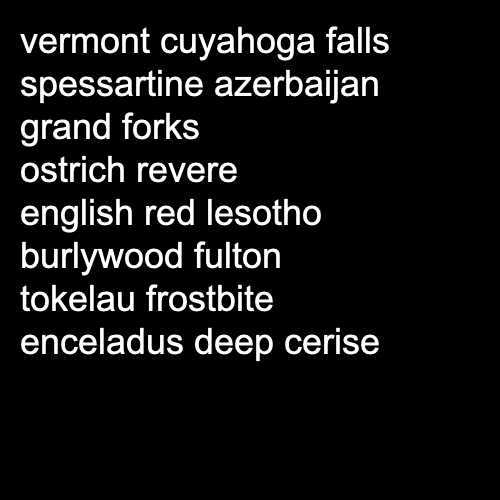 vermont cuyahoga falls
spessartine azerbaijan
grand forks
ostrich revere
english red lesotho
burlywood fulton
tokelau frostbite
enceladus deep cerise